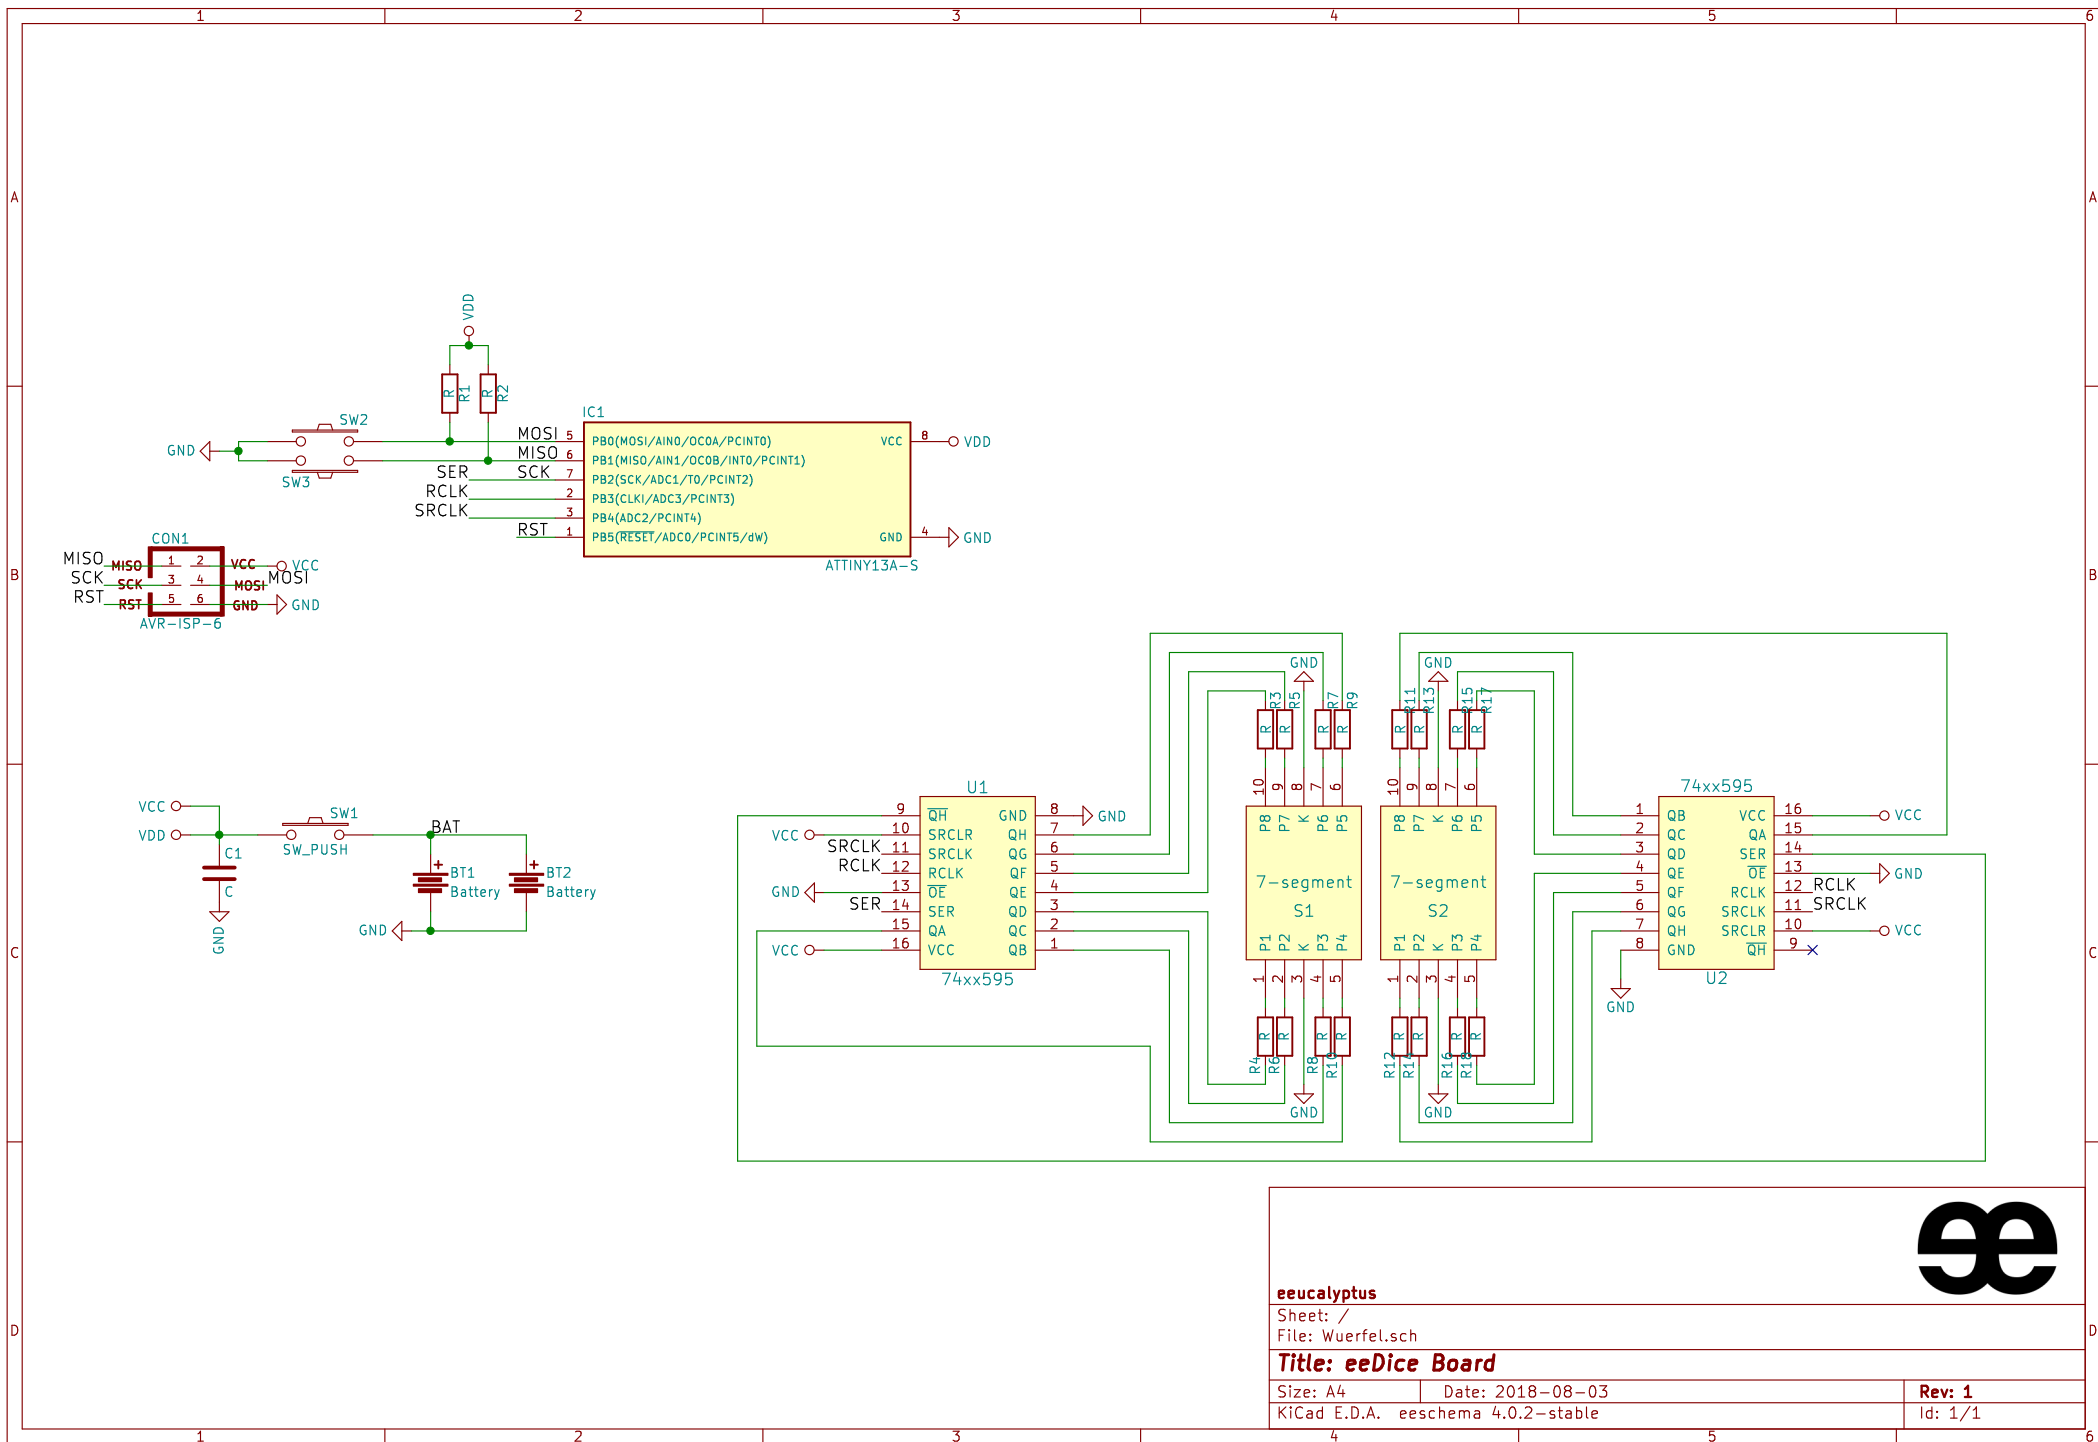 1 2 3 4 5 6
A A
VDD
R R1 R R2
SW2
GND
SW3
IC1
MOSI 5 PB0(MOSI/AIN0/OC0A/PCINT0) VCC 8 VDD
MISO 6 PB1(MISO/AIN1/OC0B/INT0/PCINT1)
SER SCK 7 PB2(SCK/ADC1/T0/PCINT2)
RCLK 2 PB3(CLKI/ADC3/PCINT3)
SRCLK 3 PB4(ADC2/PCINT4)
RST 1 PB5(RESET/ADC0/PCINT5/dW) GND 4 GND
ATTINY13A-S
CON1
MISO MISO 1 2 VCC VCC
SCK SCK 3 4 MOSI MOSI
RST RST 5 6 GND GND
AVR-ISP-6
B B
GND GND
R3 R5 R7 R9 R11 R13 R15 R17
R R R R R R R R
10 9 8 7 6 10 9 8 7 6
P8 P7 K P6 P5 P8 P7 K P6 P5
7-segment 7-segment
S1 S2
P1 P2 K P3 P4 P1 P2 K P3 P4
1 2 3 4 5 1 2 3 4 5
R R R R R R R R
R4 R6 R8 R10 R12 R14 R16 R18
GND GND
U1
9 QH GND 8 GND
VCC 10 SRCLR QH 7
SRCLK 11 SRCLK QG 6
RCLK 12 RCLK QF 5
GND 13 OE QE 4
SER 14 SER QD 3
15 QA QC 2
VCC 16 VCC QB 1
74xx595
74xx595
1 QB VCC 16 VCC
2 QC QA 15
3 QD SER 14
4 QE OE 13 GND
5 QF RCLK 12 RCLK
6 QG SRCLK 11 SRCLK
7 QH SRCLR 10 VCC
8 GND QH 9
U2
GND
VCC
VDD
SW1
SW_PUSH
BAT
C1
C
GND
BT1
Battery
BT2
Battery
GND
C C
D D
eeucalyptus
ee
Sheet: /
File: Wuerfel.sch
Title: eeDice Board
Size: A4 Date: 2018-08-03 Rev: 1
KiCad E.D.A. eeschema 4.0.2-stable Id: 1/1
1 2 3 4 5 6